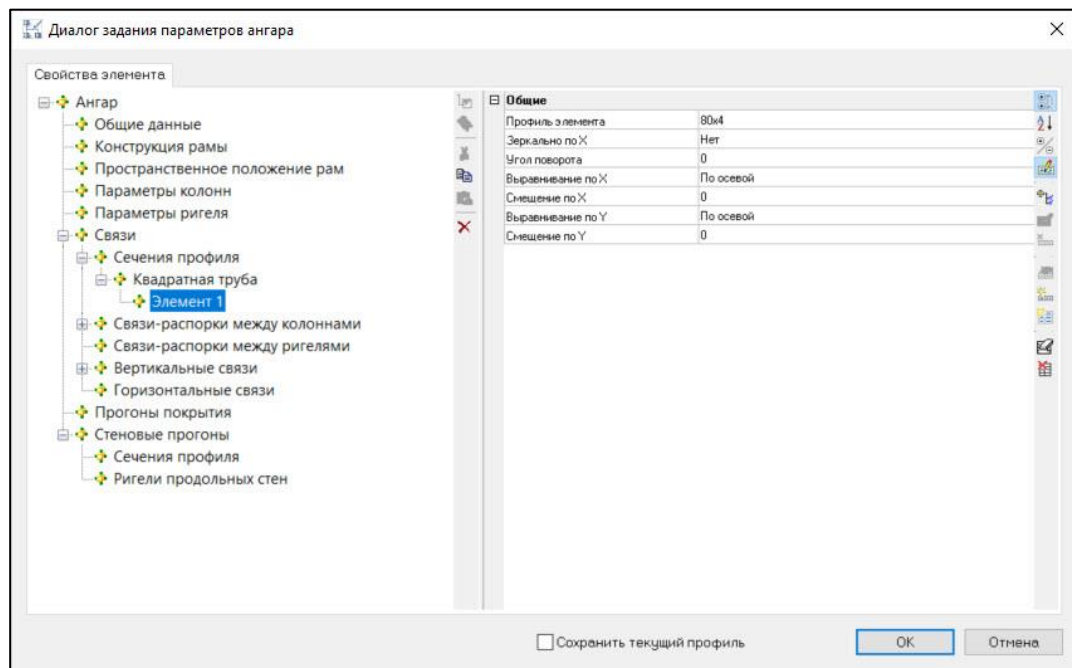 Диалог задания параметров ангара
Свойства элемента
Ангар
Общие данные
Конструкция рамы
Пространственное положение рам
Параметры колонн
Параметры ригеля
Связи
Сечения профиля
Квадратная труба
Элемент 1
Связи-распорки между колоннами
Связи-распорки между ригелями
Вертикальные связи
Горизонтальные связи
Прогоны покрытия
Стеновые прогоны
Сечения профиля
Ригели продольных стен
Общие
Профиль элемента 80x4
Зеркально по X Нет
Угол поворота 0
Выравнивание по X По осевой
Смещение по X 0
Выравнивание по Y По осевой
Смещение по Y 0
Сохранить текущий профиль
OK
Отмена